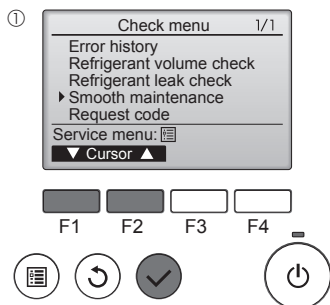 ①
Check menu 1/1
Error history
Refrigerant volume check
Refrigerant leak check
Smooth maintenance
Request code
Service menu:
▼ Cursor ▲
F1 F2 F3 F4